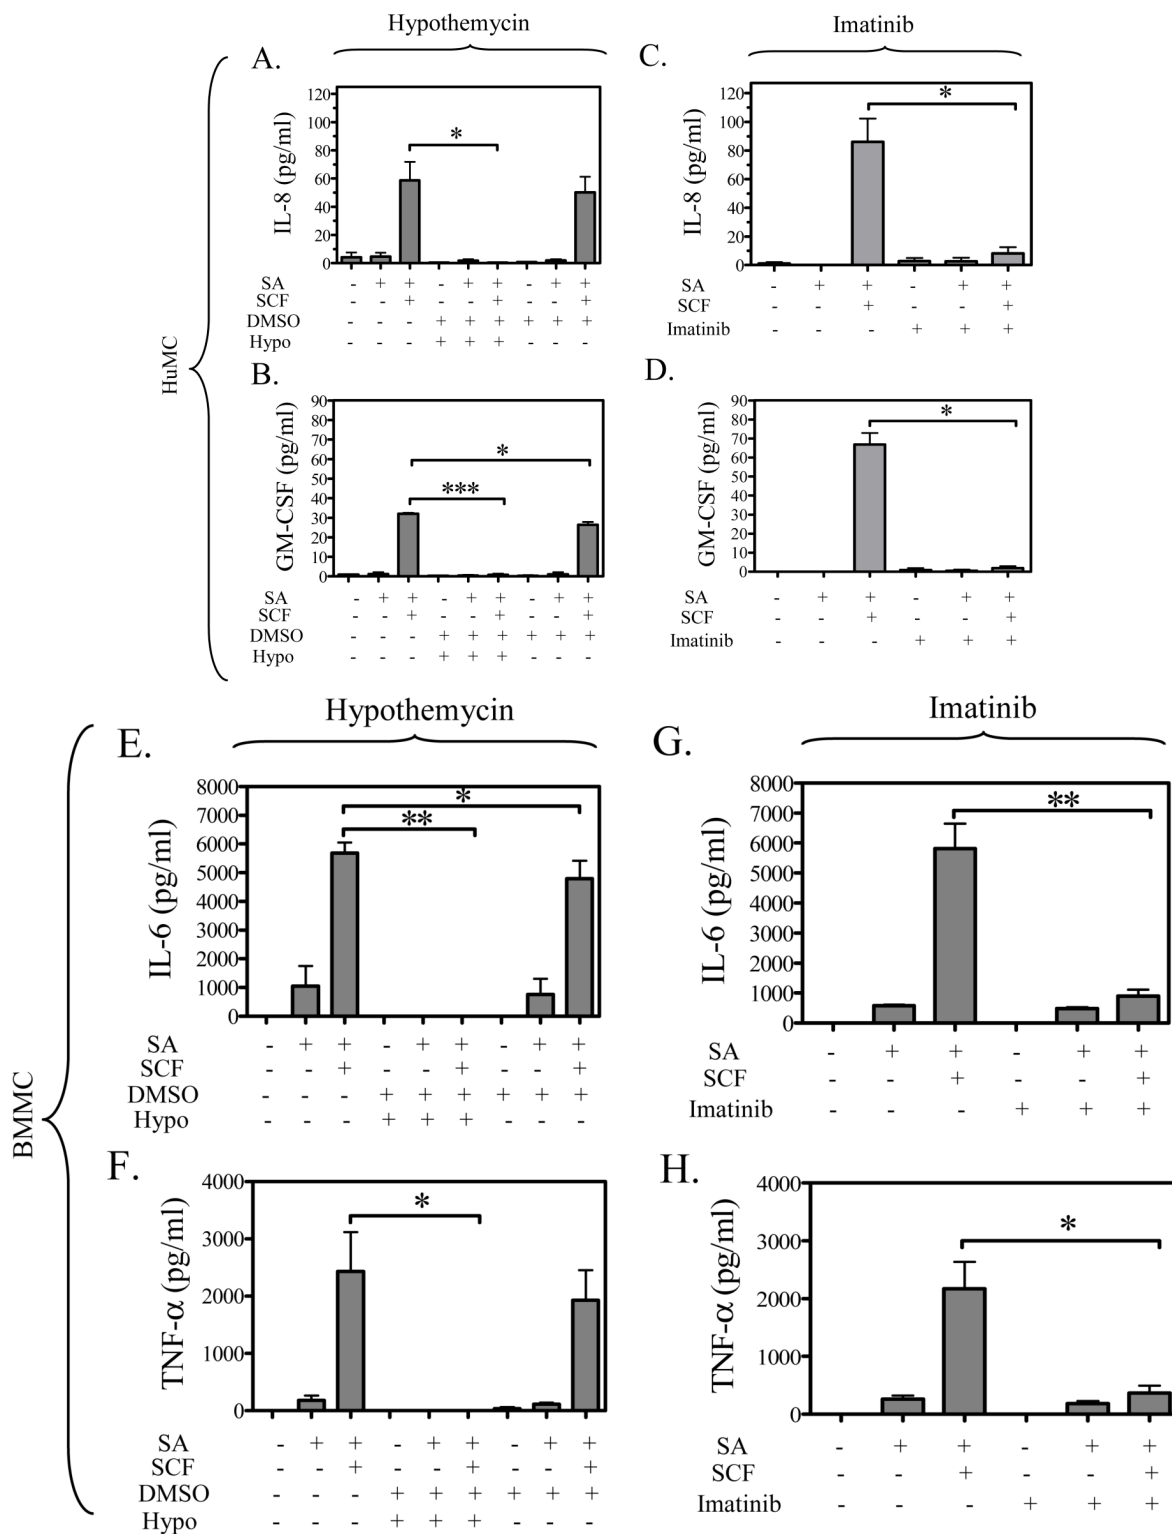 Hypothemycin
Imatinib
HuMC
A.
IL-8 (pg/ml)
120
100
80
60
40
20
0
*
SA - + + - + + - + +
SCF - - + - - + - - +
DMSO - - - + + + + + +
Hypo - - - + + + - - -
C.
IL-8 (pg/ml)
120
100
80
60
40
20
0
*
SA - + + - + +
SCF - - + - - +
Imatinib - - - + + +
B.
GM-CSF (pg/ml)
90
80
70
60
50
40
30
20
10
0
*
***
SA - + + - + + - + +
SCF - - + - - + - - +
DMSO - - - + + + + + +
Hypo - - - + + + - - -
D.
GM-CSF (pg/ml)
90
80
70
60
50
40
30
20
10
0
*
SA - + + - + +
SCF - - + - - +
Imatinib - - - + + +
Hypothemycin
Imatinib
BMMC
E.
IL-6 (pg/ml)
8000
7000
6000
5000
4000
3000
2000
1000
0
*
**
SA - + + - + + - + +
SCF - - + - - + - - +
DMSO - - - + + + + + +
Hypo - - - + + + - - -
G.
IL-6 (pg/ml)
8000
7000
6000
5000
4000
3000
2000
1000
0
**
SA - + + - + +
SCF - - + - - +
Imatinib - - - + + +
F.
TNF-α (pg/ml)
4000
3000
2000
1000
0
*
SA - + + - + + - + +
SCF - - + - - + - - +
DMSO - - - + + + + + +
Hypo - - - + + + - - -
H.
TNF-α (pg/ml)
4000
3000
2000
1000
0
*
SA - + + - + +
SCF - - + - - +
Imatinib - - - + + +